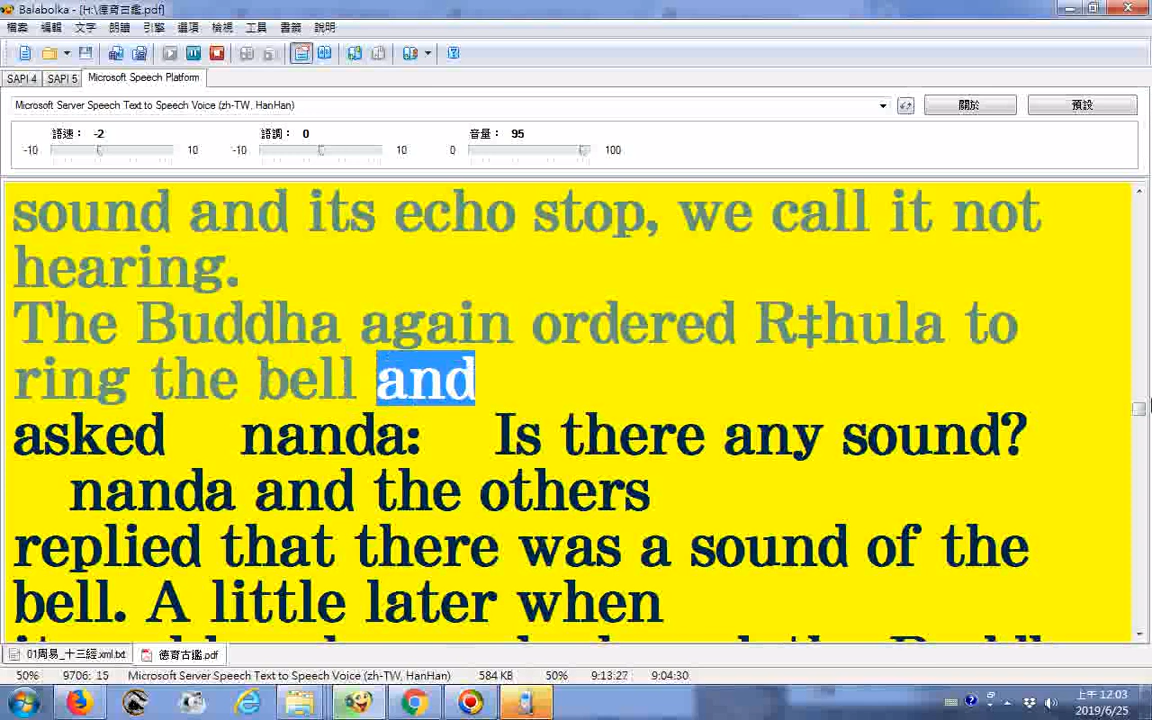 Balabolka - [H:\德育古鑑.pdf]
檔案 編輯 文字 朗讀 引擎 選項 檢視 工具 書籤 說明
SAPI 4 SAPI 5 Microsoft Speech Platform
Microsoft Server Speech Text to Speech Voice (zh-TW, HanHan) 關於 預設
語速： -2 語調： 0 音量： 95
-10 10 -10 10 0 100
sound and its echo stop, we call it not
hearing.
The Buddha again ordered R‡hula to
ring the bell and
asked nanda: Is there any sound?
nanda and the others
replied that there was a sound of the
bell. A little later when
01周易_十三經.xml.txt 德育古鑑.pdf
50% 9706: 15 Microsoft Server Speech Text to Speech Voice (zh-TW, HanHan) 584 KB 50% 9:13:27 9:04:30
上午 12:03
2019/6/25